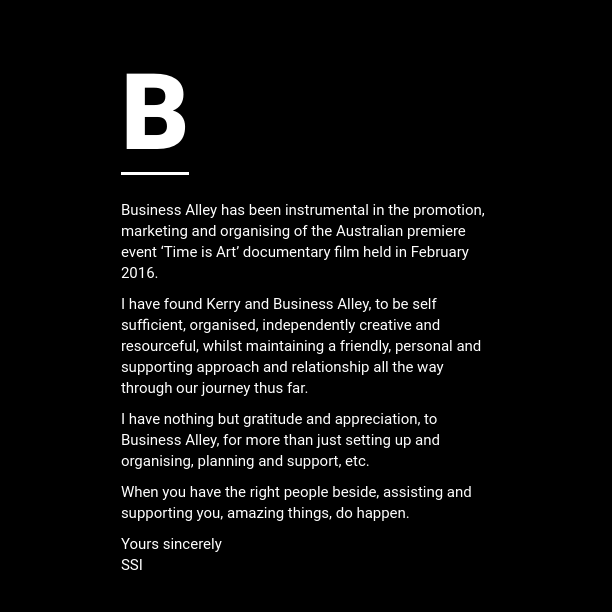 B
Business Alley has been instrumental in the promotion,
marketing and organising of the Australian premiere
event ‘Time is Art’ documentary film held in February
2016.
I have found Kerry and Business Alley, to be self
sufficient, organised, independently creative and
resourceful, whilst maintaining a friendly, personal and
supporting approach and relationship all the way
through our journey thus far.
I have nothing but gratitude and appreciation, to
Business Alley, for more than just setting up and
organising, planning and support, etc.
When you have the right people beside, assisting and
supporting you, amazing things, do happen.
Yours sincerely
SSI